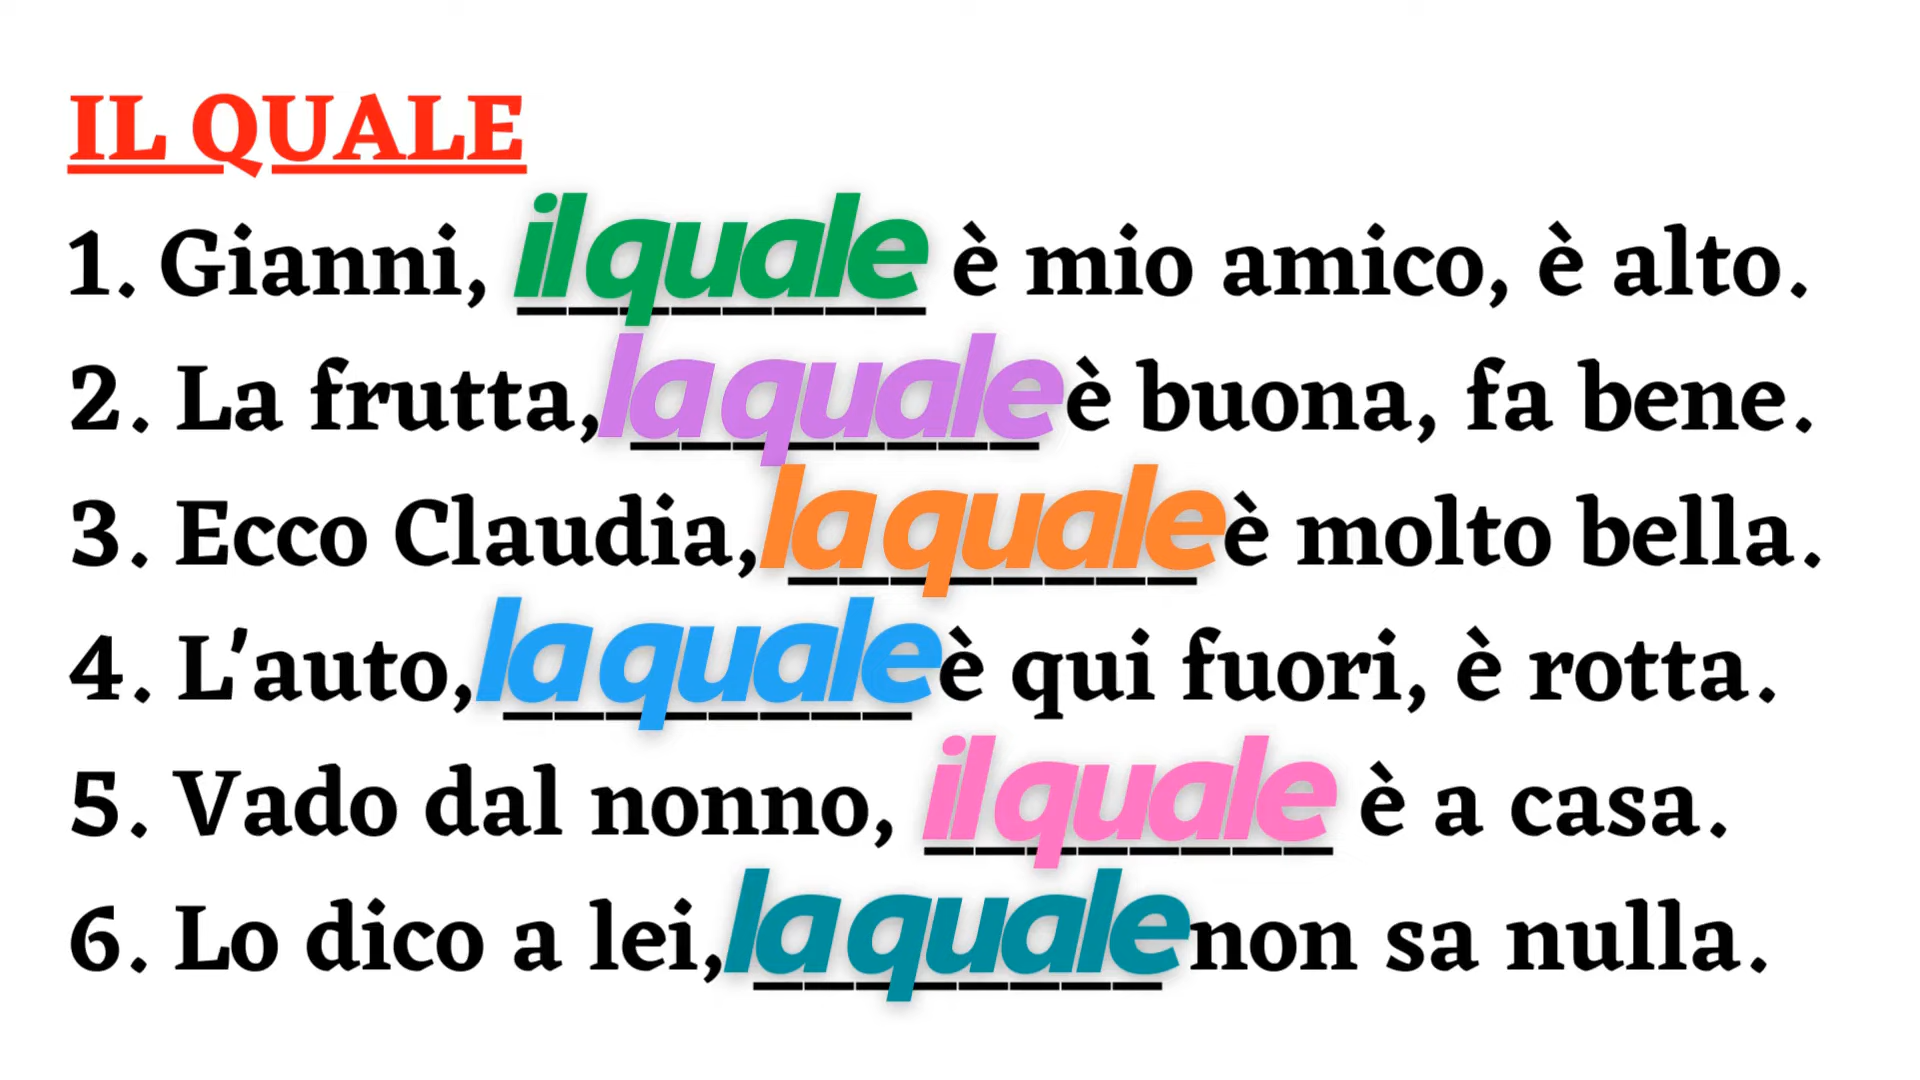 IL QUALE
1. Gianni, il quale è mio amico, è alto.
2. La frutta, la quale è buona, fa bene.
3. Ecco Claudia, la quale è molto bella.
4. L'auto, la quale è qui fuori, è rotta.
5. Vado dal nonno, il quale è a casa.
6. Lo dico a lei, la quale non sa nulla.